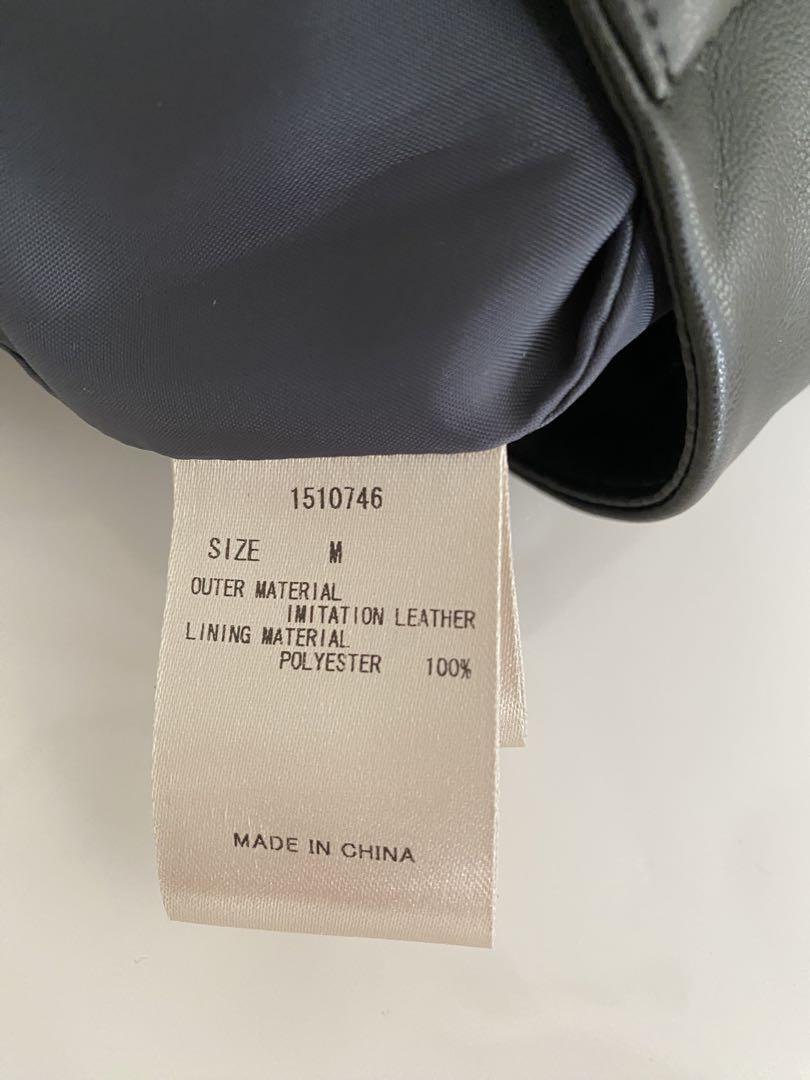 1510746
SIZE M
OUTER MATERIAL
IMITATION LEATHER
LINING MATERIAL
POLYESTER 100%
MADE IN CHINA